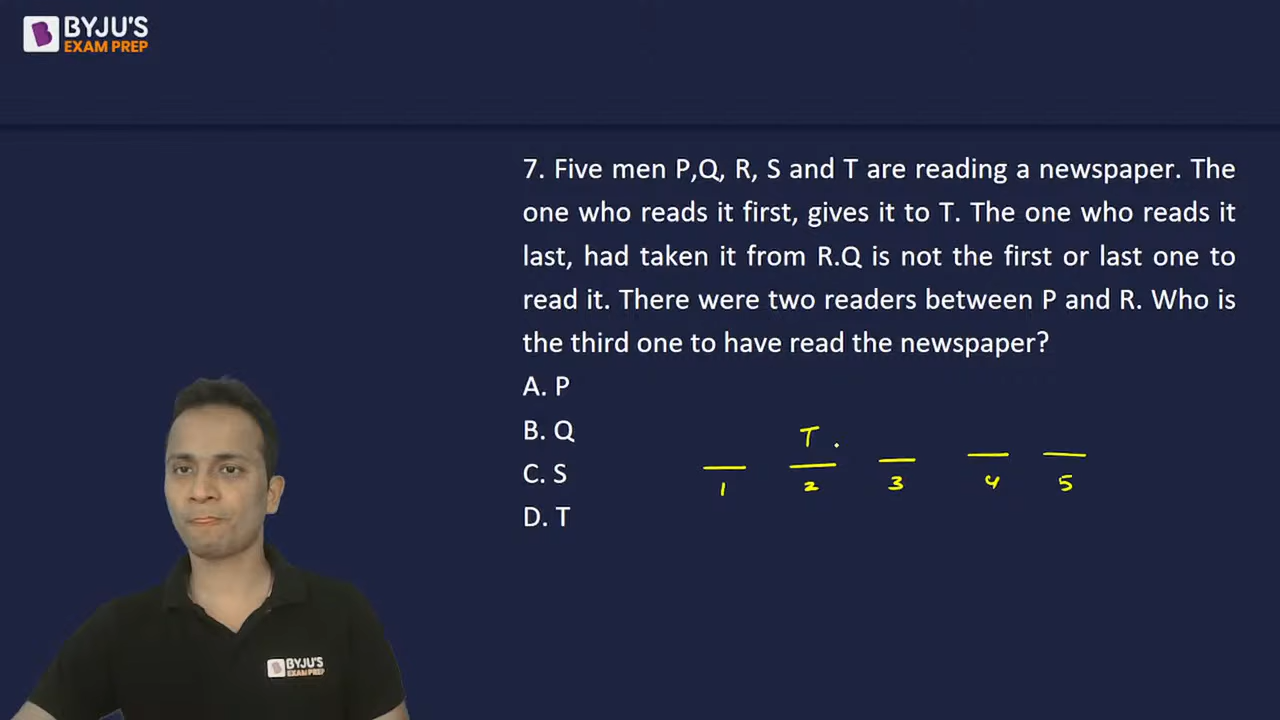 BYJU'S
EXAM PREP
7. Five men P,Q, R, S and T are reading a newspaper. The
one who reads it first, gives it to T. The one who reads it
last, had taken it from R.Q is not the first or last one to
read it. There were two readers between P and R. Who is
the third one to have read the newspaper?
A. P
B. Q
C. S
D. T
T .
1 2 3 4 5
BYJU'S
EXAM PREP